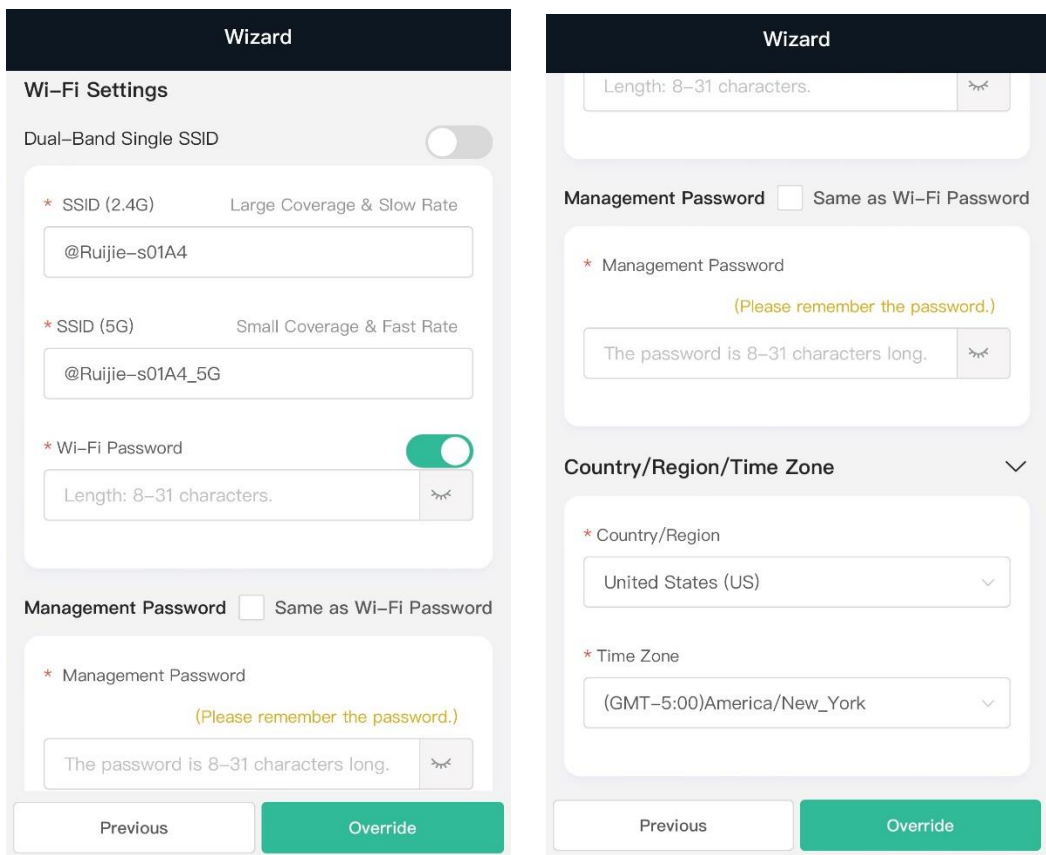 Wizard
Wi-Fi Settings
Dual-Band Single SSID
* SSID (2.4G) Large Coverage & Slow Rate
@Ruijie-s01A4
* SSID (5G) Small Coverage & Fast Rate
@Ruijie-s01A4_5G
* Wi-Fi Password
Length: 8-31 characters.
Management Password Same as Wi-Fi Password
* Management Password
(Please remember the password.)
The password is 8-31 characters long.
Previous Override
Wizard
Length: 8-31 characters.
Management Password Same as Wi-Fi Password
* Management Password
(Please remember the password.)
The password is 8-31 characters long.
Country/Region/Time Zone
* Country/Region
United States (US)
* Time Zone
(GMT-5:00)America/New_York
Previous Override